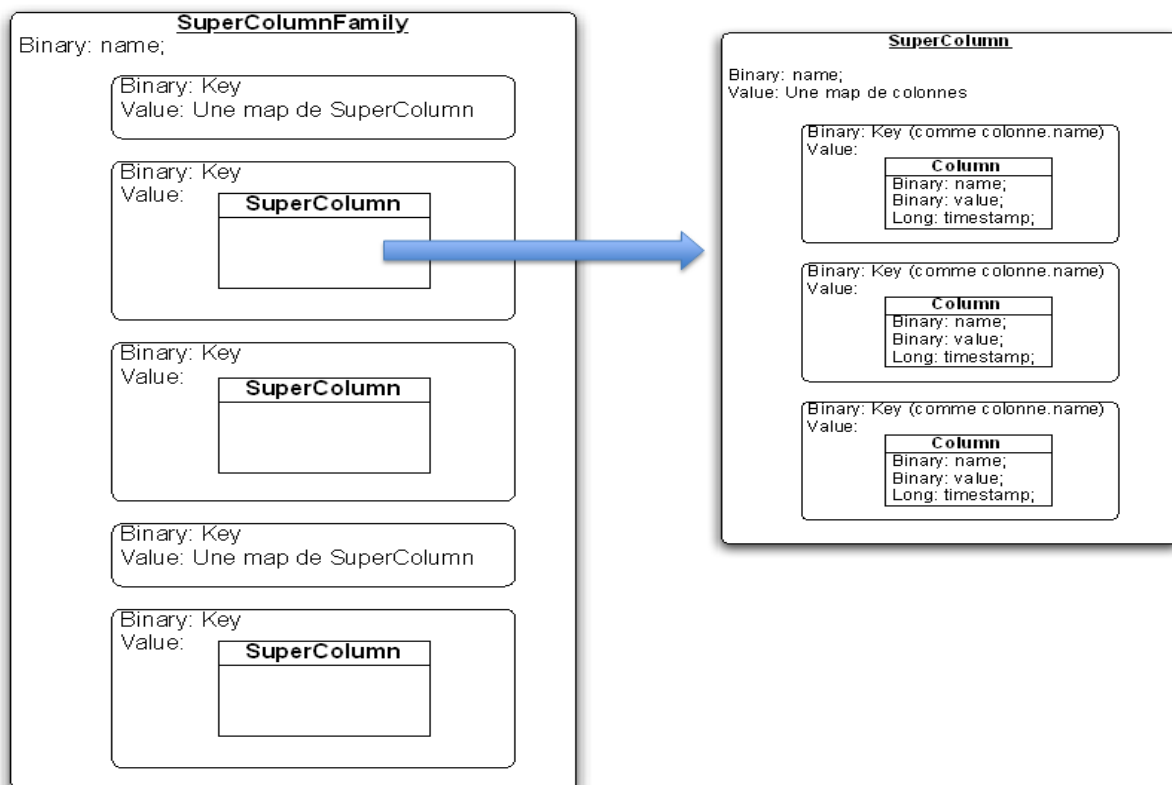 SuperColumnFamily
Binary: name;
Binary: Key
Value: Une map de SuperColumn
Binary: Key
Value:
SuperColumn
Binary: Key
Value:
SuperColumn
Binary: Key
Value: Une map de SuperColumn
Binary: Key
Value:
SuperColumn
SuperColumn
Binary: name;
Value: Une map de colonnes
Binary: Key (comme colonne.name)
Value:
Column
Binary: name;
Binary: value;
Long: timestamp;
Binary: Key (comme colonne.name)
Value:
Column
Binary: name;
Binary: value;
Long: timestamp;
Binary: Key (comme colonne.name)
Value:
Column
Binary: name;
Binary: value;
Long: timestamp;